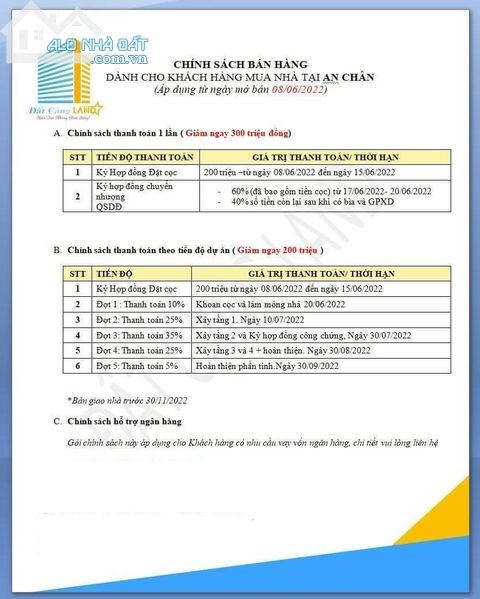 ALO NHÀ ĐẤT
.com.vn
Đất Cảng LAND
CHÍNH SÁCH BÁN HÀNG
DÀNH CHO KHÁCH HÀNG MUA NHÀ TẠI AN CHÂN
(Áp dụng từ ngày mở bán 08/06/2022)
A. Chính sách thanh toán 1 lần ( Giảm ngay 300 triệu đồng)
STT TIẾN ĐỘ THANH TOÁN GIÁ TRỊ THANH TOÁN/ THỜI HẠN
1 Ký Hợp đồng Đặt cọc 200 triệu –từ ngày 08/06/2022 đến ngày 15/06/2022
2 Ký hợp đồng chuyển nhượng QSDĐ
- 60% (đã bao gồm tiền cọc) từ 17/06/2022- 20/06/2022
- 40% số tiền còn lại sau khi có bìa và GPXD
B. Chính sách thanh toán theo tiến độ dự án ( Giảm ngay 200 triệu )
STT TIẾN ĐỘ GIÁ TRỊ THANH TOÁN/ THỜI HẠN
1 Ký Hợp đồng Đặt cọc 200 triệu từ ngày 08/06/2022 đến ngày 15/06/2022
2 Đợt 1 : Thanh toán 10% Khoan cọc và làm móng nhà 20/06/2022
3 Đợt 2: Thanh toán 25% Xây tầng 1. Ngày 10/07/2022
4 Đợt 3: Thanh toán 35% Xây tầng 2 và Ký hợp đồng công chứng, Ngày 30/07/2022
5 Đợt 4: Thanh toán 25% Xây tầng 3 và 4 + hoàn thiện. Ngày 30/08/2022
6 Đợt 5: Thanh toán 5% Hoàn thiện phần tình.Ngày 30/09/2022
*Bàn giao nhà trước 30/11/2022
C. Chính sách hỗ trợ ngân hàng
Gói chính sách này áp dụng cho Khách hàng có nhu cầu vay vốn ngân hàng, chi tiết vui lòng liên hệ